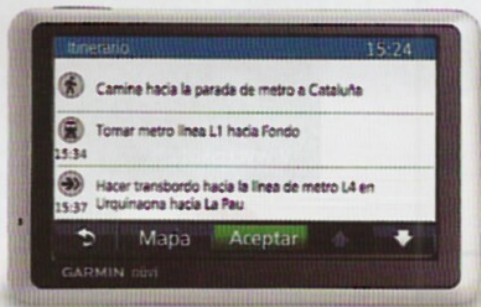 Itinerario 15:24
Camine hacia la parada de metro a Cataluña
Tomar metro línea L1 hacia Fondo
15:34
Hacer transbordo hacia la línea de metro L4 en
15:37 Urquinaona hacia La Pau
Mapa Aceptar
GARMIN nüvi